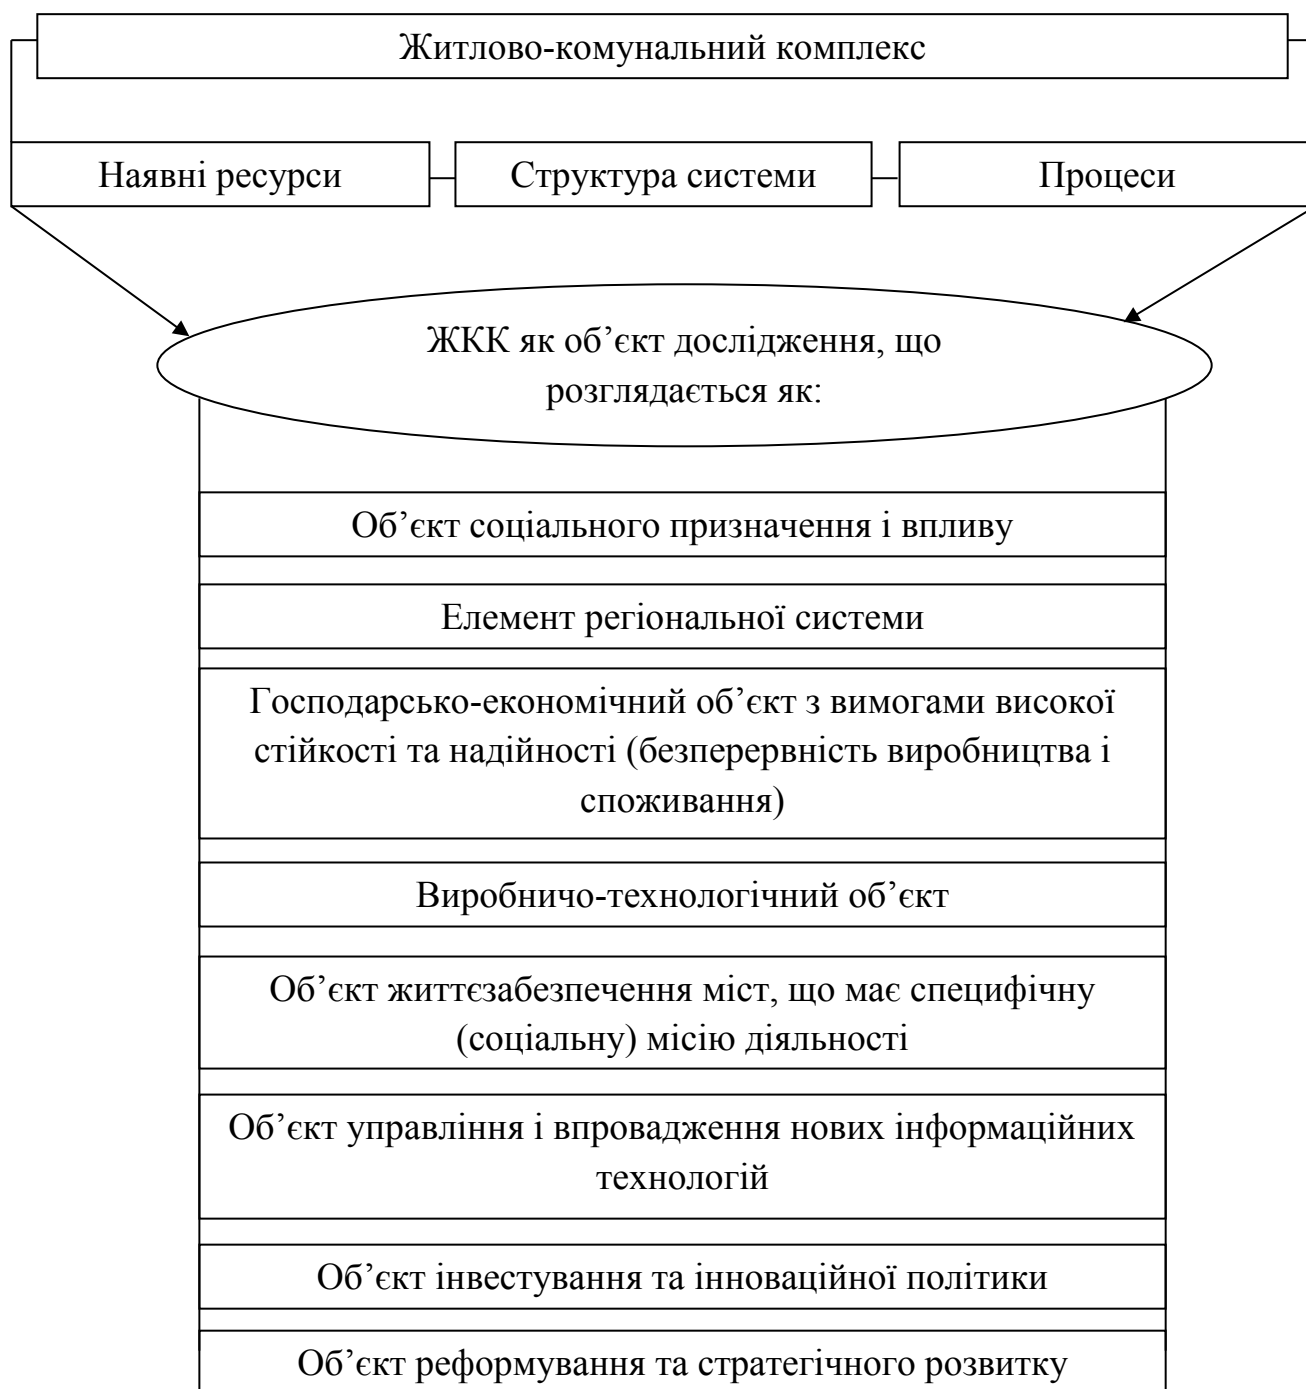 Житлово-комунальний комплекс
Наявні ресурси
Структура системи
Процеси
ЖКК як об’єкт дослідження, що
розглядається як:
Об’єкт соціального призначення і впливу
Елемент регіональної системи
Господарсько-економічний об’єкт з вимогами високої
стійкості та надійності (безперервність виробництва і
споживання)
Виробничо-технологічний об’єкт
Об’єкт життєзабезпечення міст, що має специфічну
(соціальну) місію діяльності
Об’єкт управління і впровадження нових інформаційних
технологій
Об’єкт інвестування та інноваційної політики
Об’єкт реформування та стратегічного розвитку